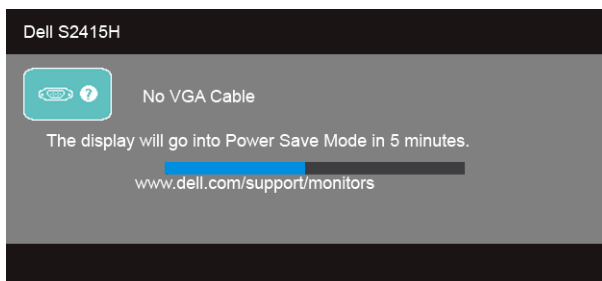 Dell S2415H
?
No VGA Cable
The display will go into Power Save Mode in 5 minutes.
www.dell.com/support/monitors